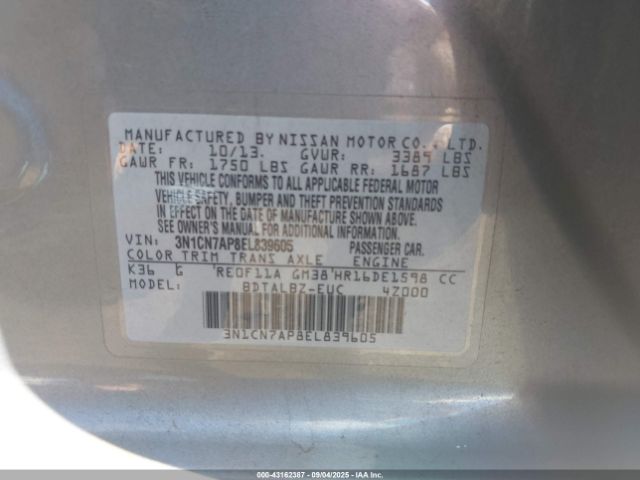 MANUFACTURED BY NISSAN MOTOR CO., LTD.
DATE: 10/13. GVWR: 3389 LBS
GAWR FR: 1750 LBS GAWR RR: 1687 LBS
THIS VEHICLE CONFORMS TO ALL APPLICABLE FEDERAL MOTOR
VEHICLE SAFETY, BUMPER AND THEFT PREVENTION STANDARDS
IN EFFECT ON THE DATE OF MANUFACTURE SHOWN ABOVE.
SEE OWNER'S MANUAL FOR ADDITIONAL INFORMATION.
VIN: 3N1CN7AP8EL839605 PASSENGER CAR.
COLOR TRIM TRANS AXLE ENGINE
K36 G RE0F11A GM38 HR16DE1598 CC
MODEL: BDTALBZ-EUC 4Z000
3N1CN7AP8EL839605
000-43162387 - 09/04/2025 - IAA Inc.